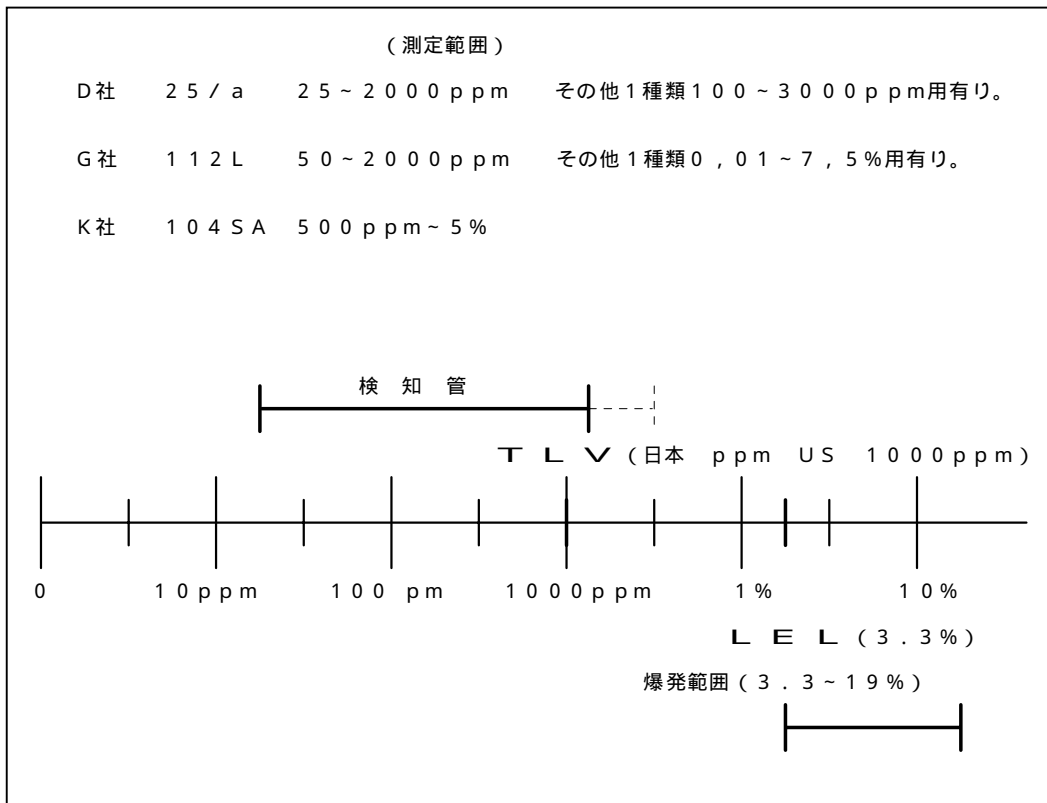 (測定範囲)
D社 25/a 25~2000ppm その他1種類100~3000ppm用有り。
G社 112L 50~2000ppm その他1種類0,01~7,5%用有り。
K社 104SA 500ppm~5%
検 知 管
T L V (日本 ppm US 1000ppm)
0 10ppm 100 pm 1000ppm 1% 10%
L E L (3.3%)
爆発範囲(3.3~19%)